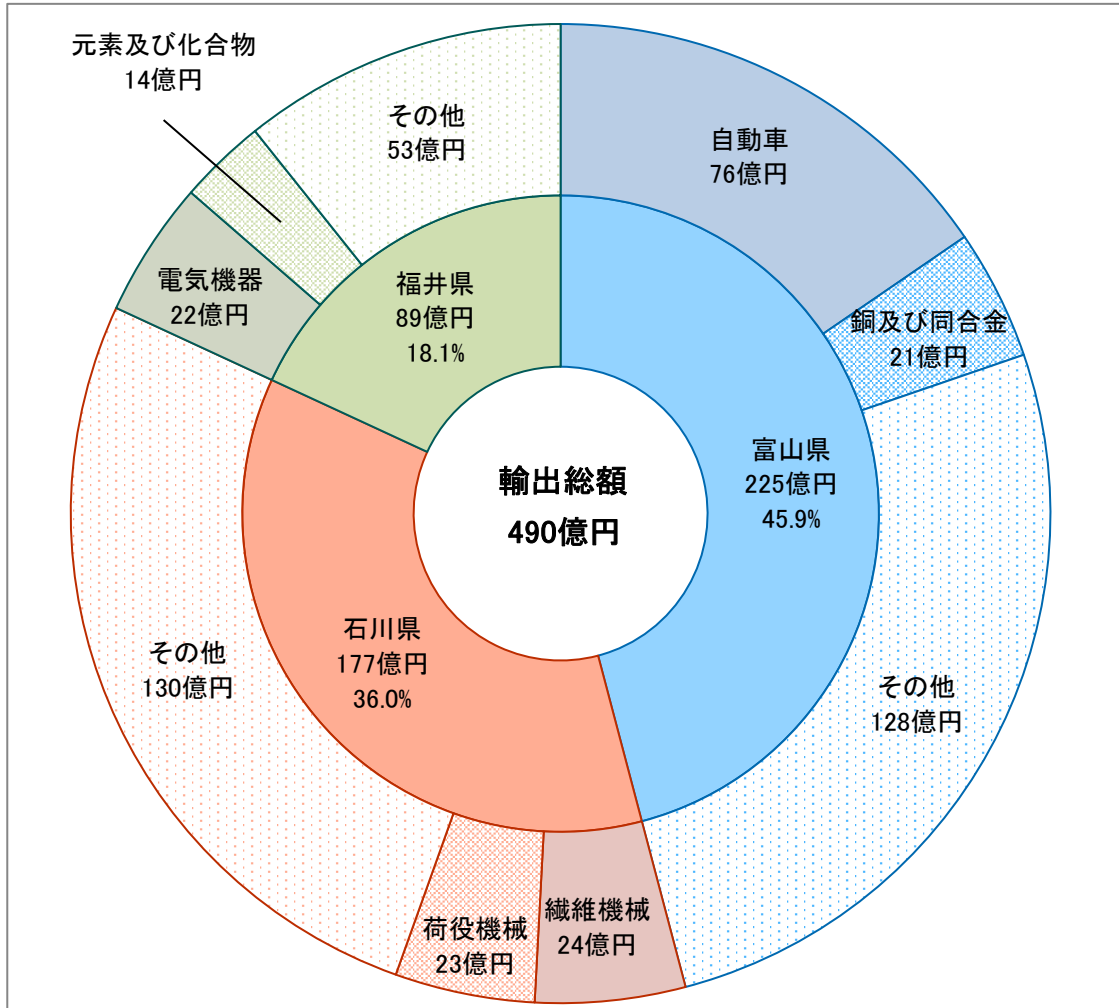 元素及び化合物
14億円
その他
53億円
自動車
76億円
電気機器
22億円
福井県
89億円
18.1%
銅及び同合金
21億円
輸出総額
490億円
富山県
225億円
45.9%
石川県
177億円
36.0%
その他
130億円
その他
128億円
荷役機械
23億円
繊維機械
24億円